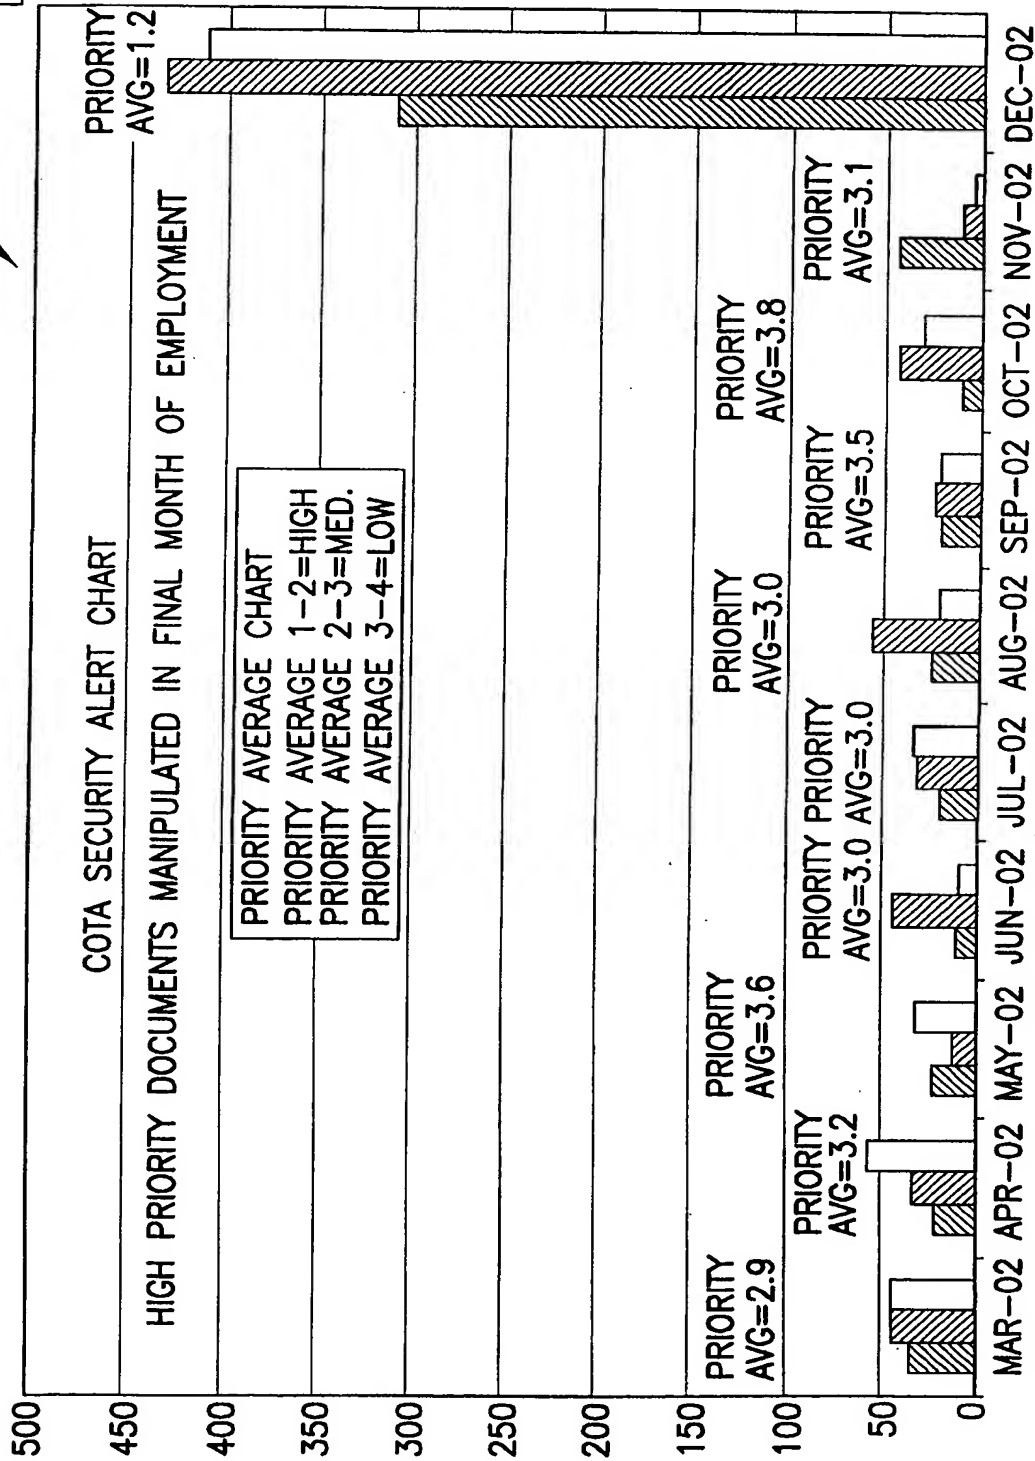 COTA SECURITY ALERT CHART
HIGH PRIORITY DOCUMENTS MANIPULATED IN FINAL MONTH OF EMPLOYMENT
PRIORITY AVERAGE CHART
PRIORITY AVERAGE 1-2=HIGH
PRIORITY AVERAGE 2-3=MED.
PRIORITY AVERAGE 3-4=LOW
500
450
400
350
300
250
200
150
100
50
0
PRIORITY
AVG=2.9
PRIORITY
AVG=3.2
PRIORITY
AVG=3.6
PRIORITY PRIORITY
AVG=3.0 AVG=3.0
PRIORITY
AVG=3.0
PRIORITY
AVG=3.5
PRIORITY
AVG=3.8
PRIORITY
AVG=3.1
PRIORITY
AVG=1.2
MAR-02 APR-02 MAY-02 JUN-02 JUL-02 AUG-02 SEP-02 OCT-02 NOV-02 DEC-02